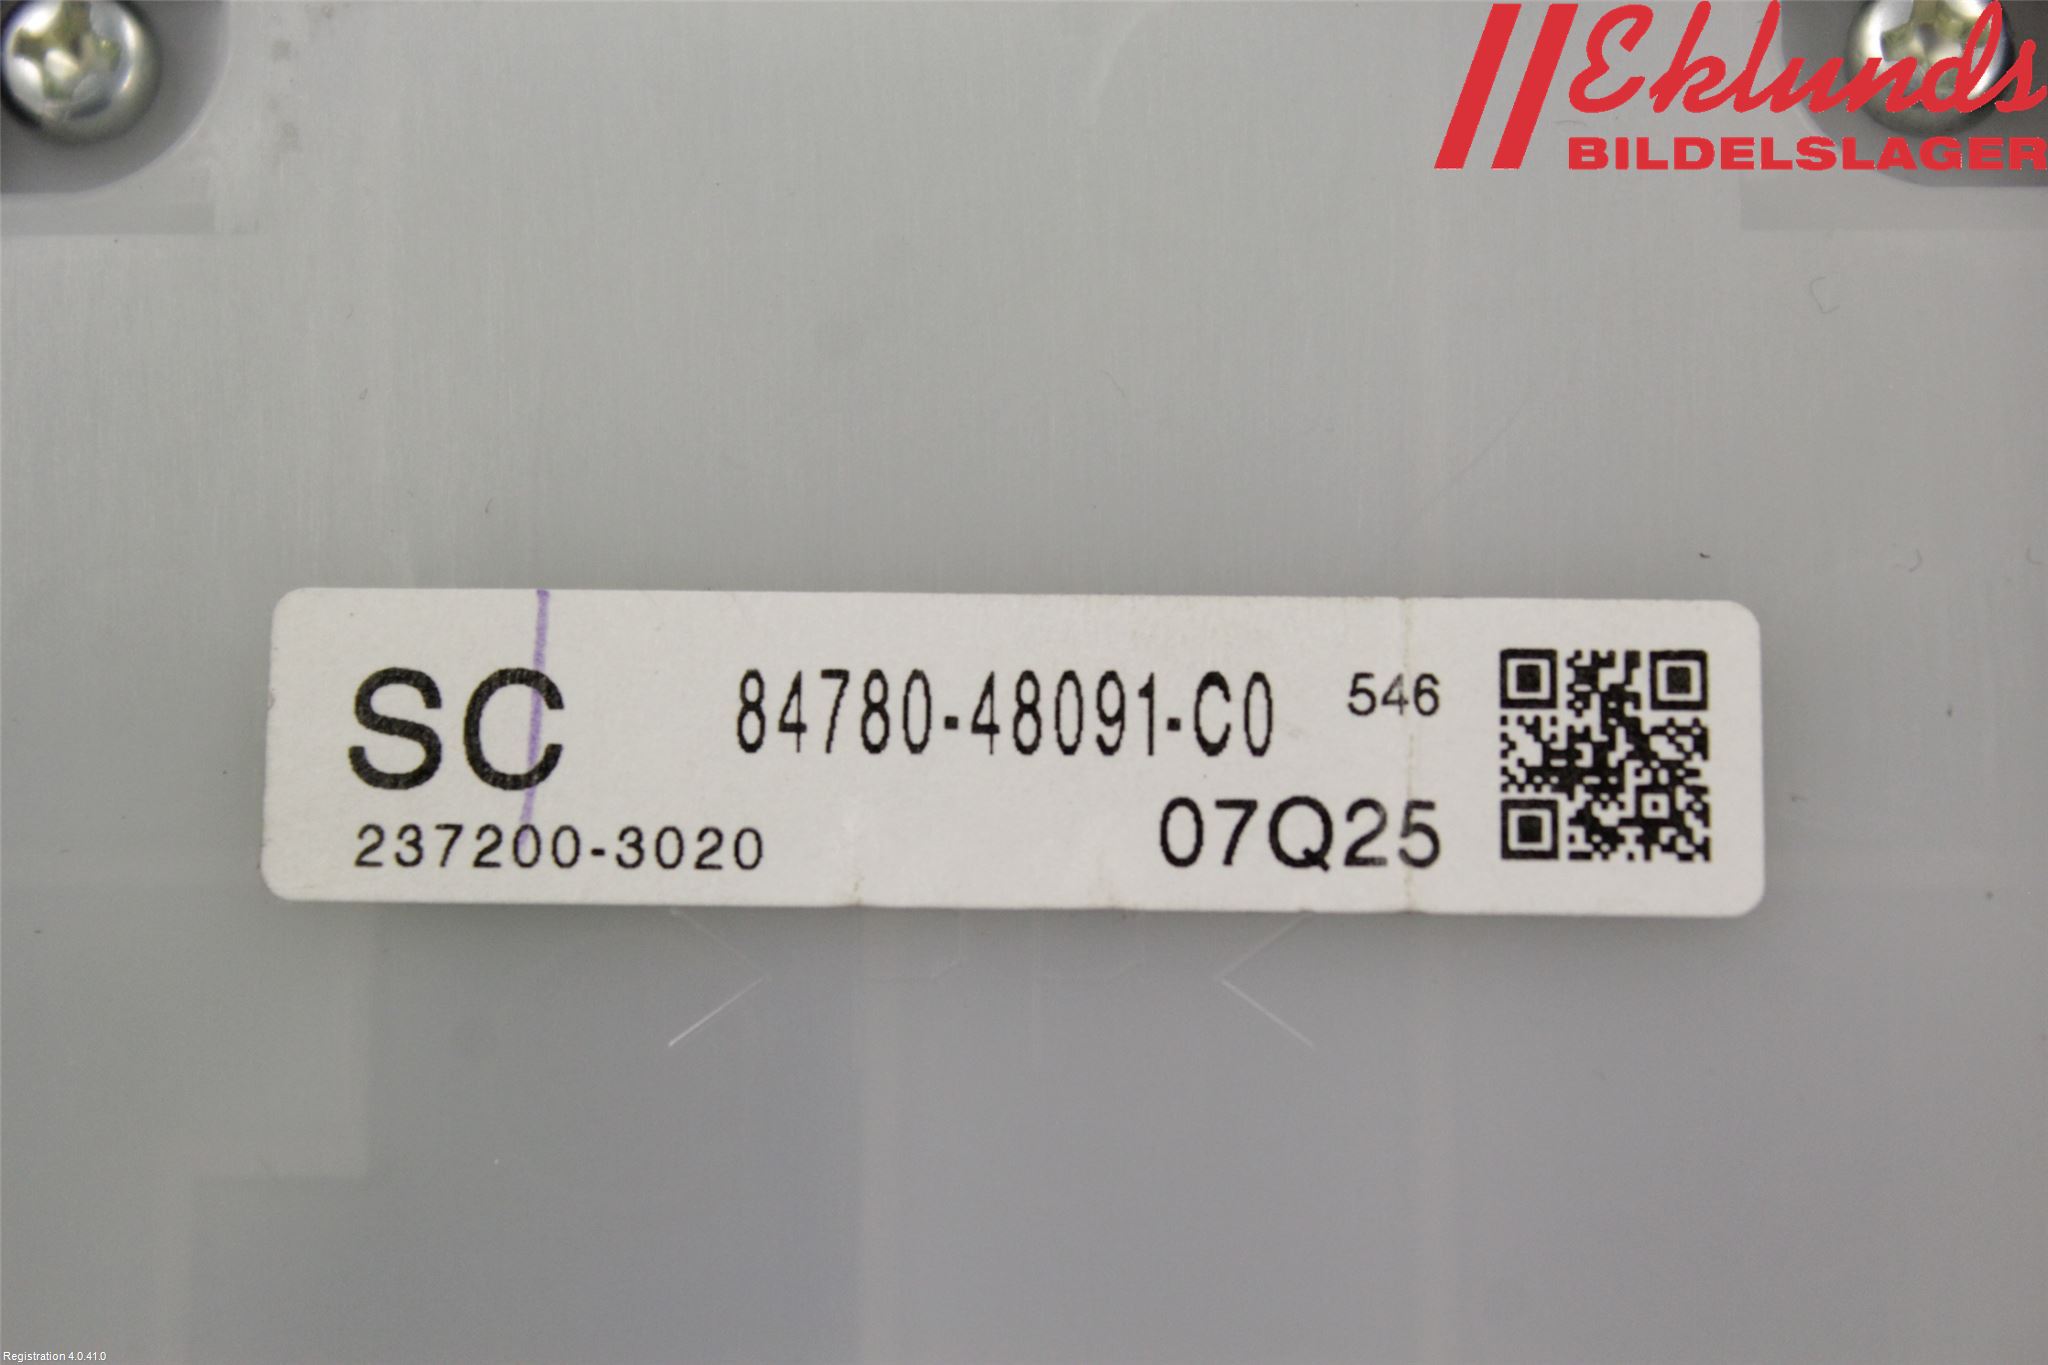 Eklunds
BILDELSLAGER
SC 84780-48091-C0 546
237200-3020 07Q25
Registration 4.0.41.0